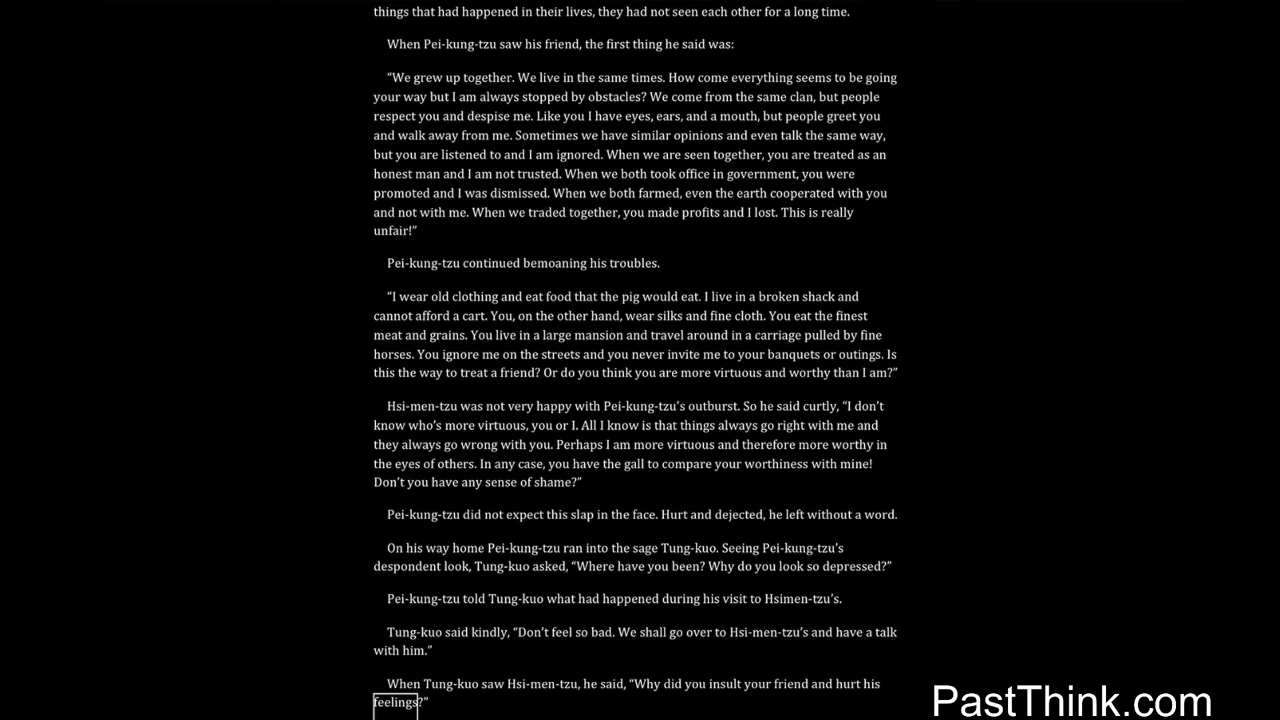 things that had happened in their lives, they had not seen each other for a long time.
When Pei-kung-tzu saw his friend, the first thing he said was:
“We grew up together. We live in the same times. How come everything seems to be going
your way but I am always stopped by obstacles? We come from the same clan, but people
respect you and despise me. Like you I have eyes, ears, and a mouth, but people greet you
and walk away from me. Sometimes we have similar opinions and even talk the same way,
but you are listened to and I am ignored. When we are seen together, you are treated as an
honest man and I am not trusted. When we both took office in government, you were
promoted and I was dismissed. When we both farmed, even the earth cooperated with you
and not with me. When we traded together, you made profits and I lost. This is really
unfair!”
Pei-kung-tzu continued bemoaning his troubles.
“I wear old clothing and eat food that the pig would eat. I live in a broken shack and
cannot afford a cart. You, on the other hand, wear silks and fine cloth. You eat the finest
meat and grains. You live in a large mansion and travel around in a carriage pulled by fine
horses. You ignore me on the streets and you never invite me to your banquets or outings. Is
this the way to treat a friend? Or do you think you are more virtuous and worthy than I am?”
Hsi-men-tzu was not very happy with Pei-kung-tzu’s outburst. So he said curtly, “I don’t
know who’s more virtuous, you or I. All I know is that things always go right with me and
they always go wrong with you. Perhaps I am more virtuous and therefore more worthy in
the eyes of others. In any case, you have the gall to compare your worthiness with mine!
Don’t you have any sense of shame?”
Pei-kung-tzu did not expect this slap in the face. Hurt and dejected, he left without a word.
On his way home Pei-kung-tzu ran into the sage Tung-kuo. Seeing Pei-kung-tzu’s
despondent look, Tung-kuo asked, “Where have you been? Why do you look so depressed?”
Pei-kung-tzu told Tung-kuo what had happened during his visit to Hsimen-tzu’s.
Tung-kuo said kindly, “Don’t feel so bad. We shall go over to Hsi-men-tzu’s and have a talk
with him.”
When Tung-kuo saw Hsi-men-tzu, he said, “Why did you insult your friend and hurt his
feelings?”
PastThink.com